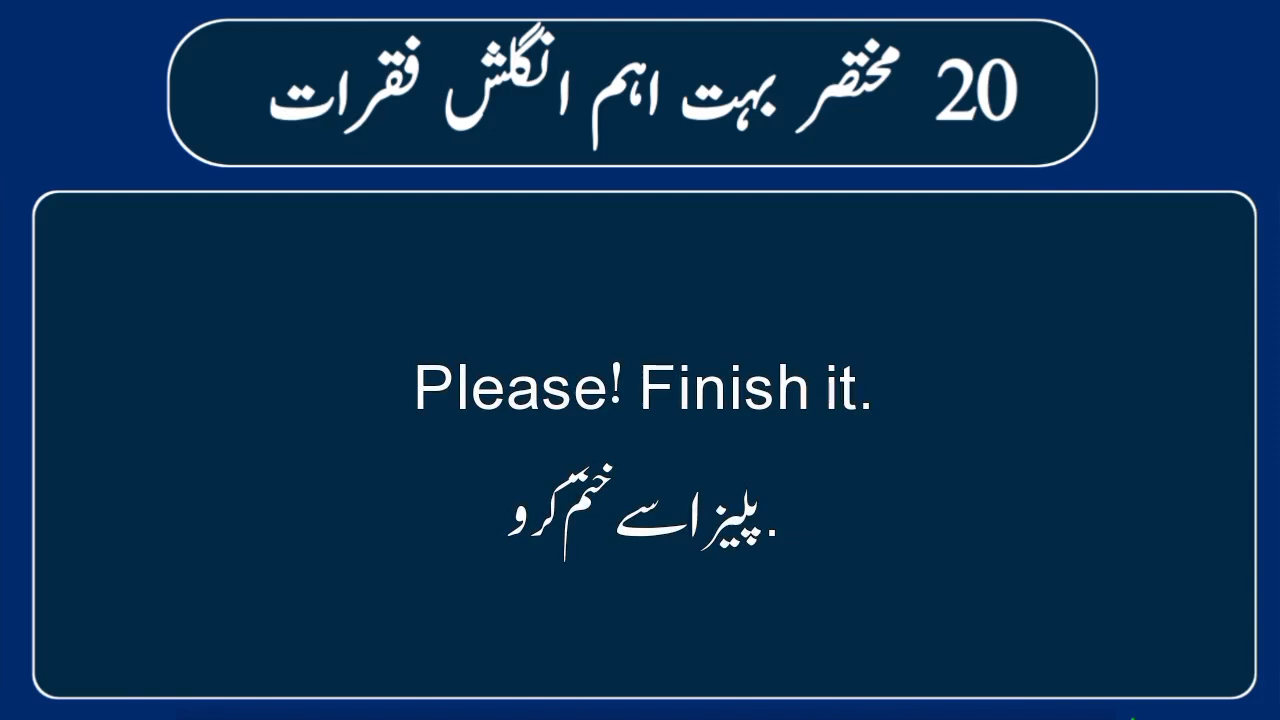 20 مختصر بہت اہم انگلش فقرات
Please! Finish it.
.پلیز اسے ختم کرو